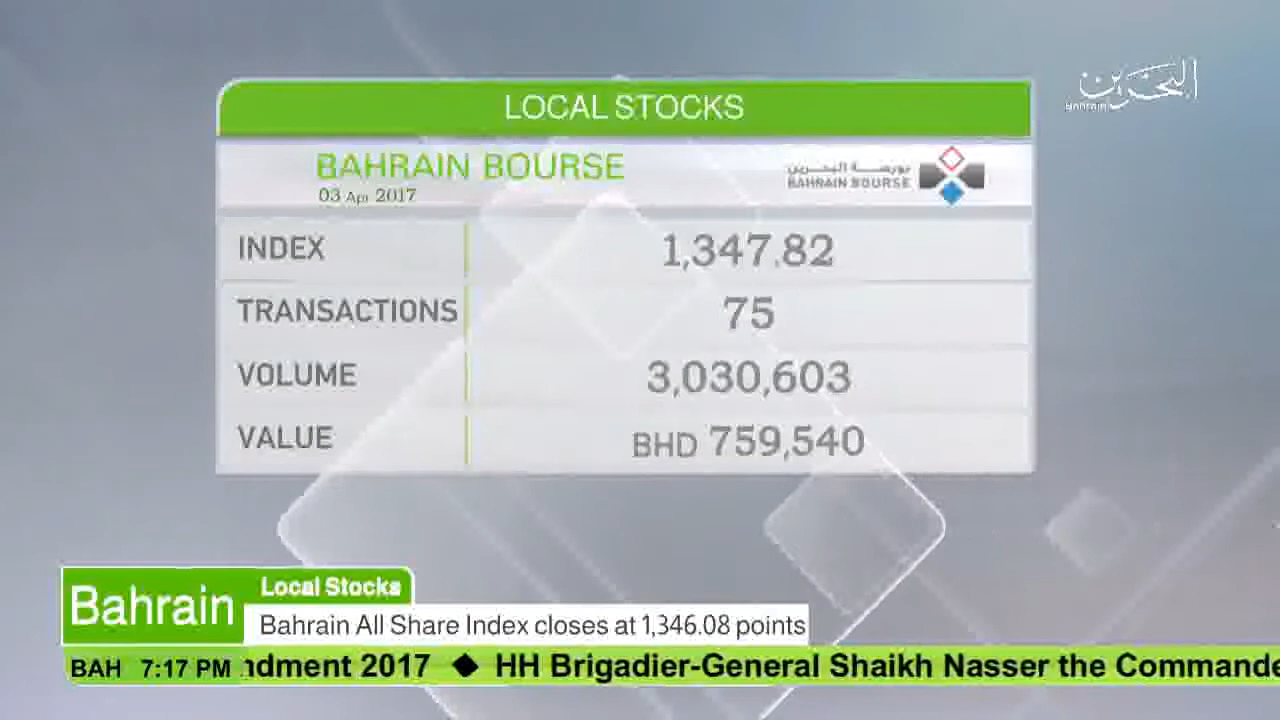 البحرين
Bahrain
LOCAL STOCKS
BAHRAIN BOURSE
03 Apr 2017
بورصة البحرين
BAHRAIN BOURSE
INDEX 1,347.82
TRANSACTIONS 75
VOLUME 3,030,603
VALUE BHD 759,540
Local Stocks
Bahrain
Bahrain All Share Index closes at 1,346.08 points
BAH 7:17 PM ndment 2017 ◆ HH Brigadier-General Shaikh Nasser the Commande